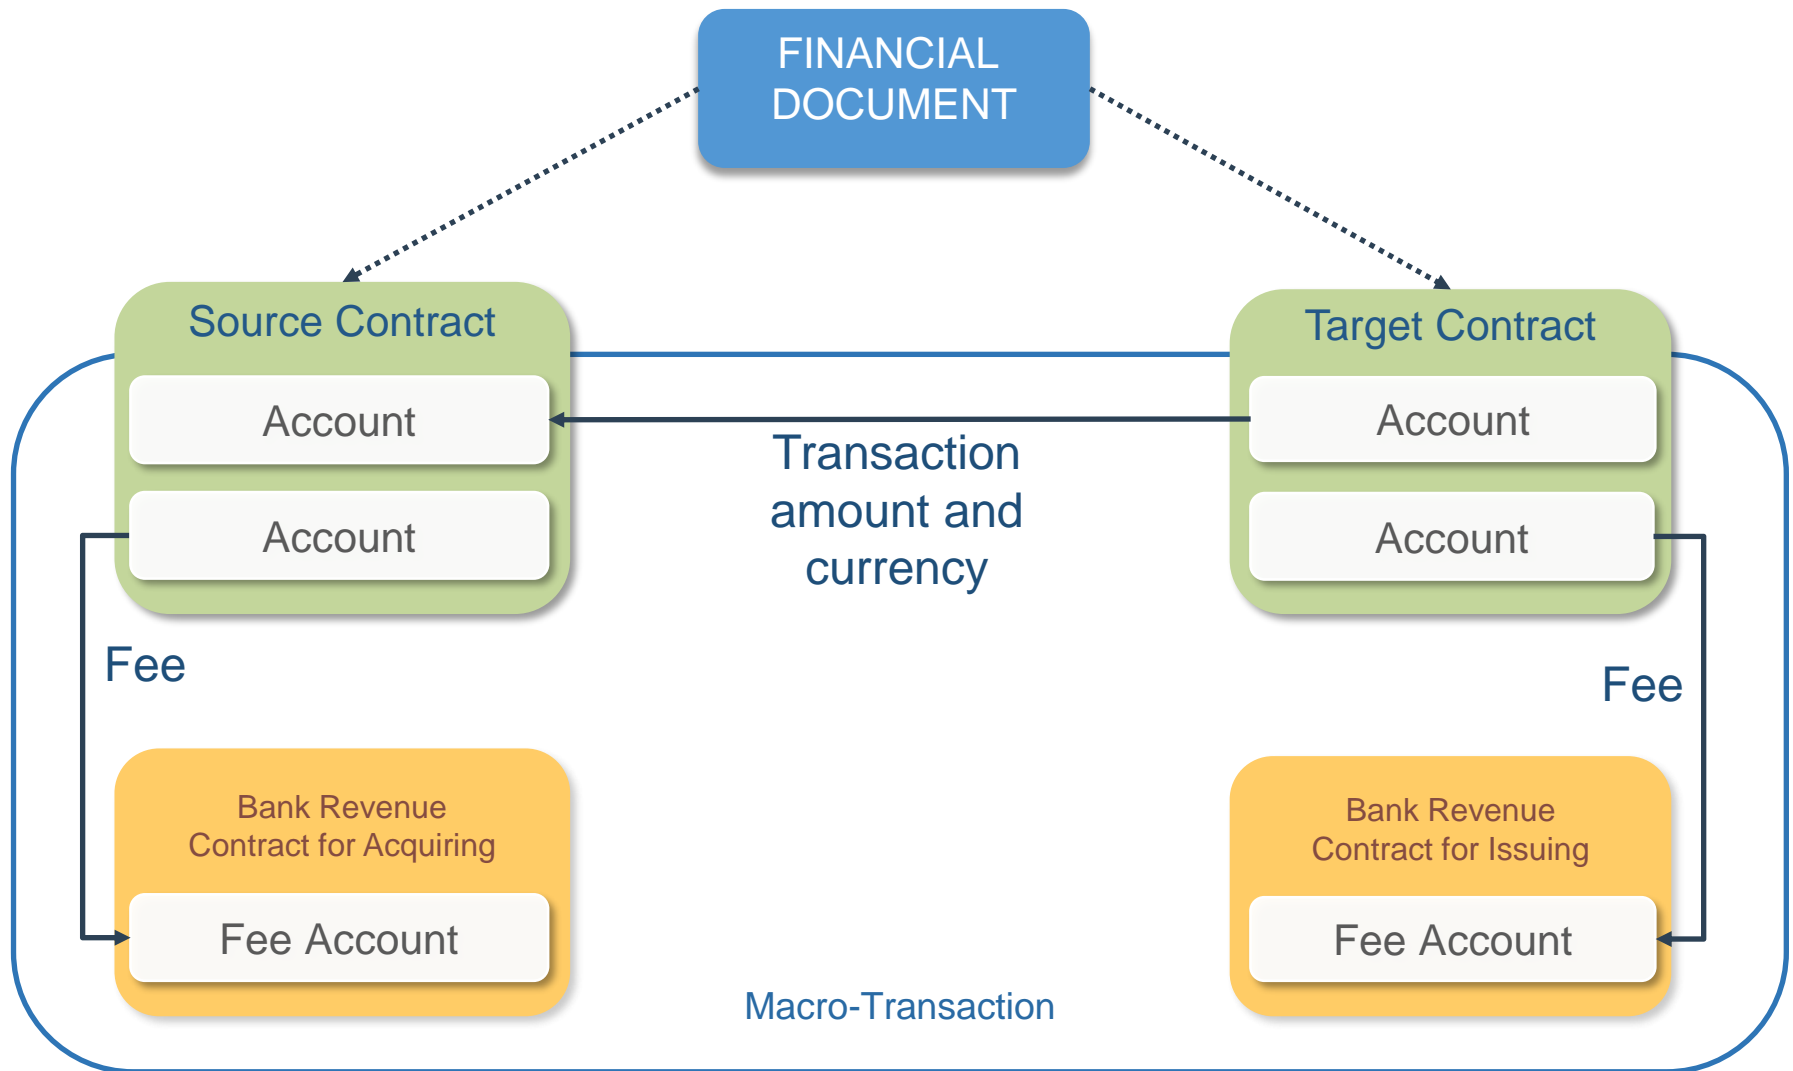 FINANCIAL
DOCUMENT
Source Contract
Target Contract
Account
Account
Transaction
amount and
currency
Account
Account
Fee
Fee
Bank Revenue
Contract for Acquiring
Bank Revenue
Contract for Issuing
Fee Account
Fee Account
Macro-Transaction